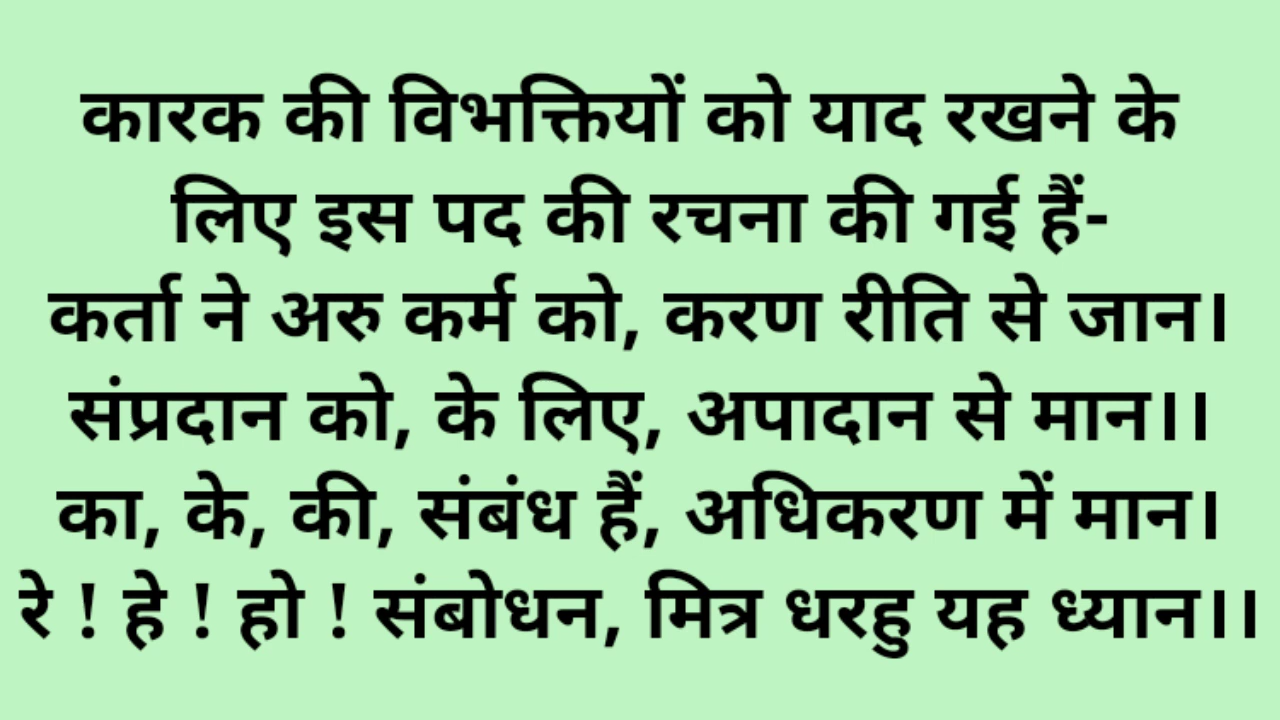 कारक की विभक्तियों को याद रखने के
लिए इस पद की रचना की गई हैं-
कर्ता ने अरु कर्म को, करण रीति से जान।
संप्रदान को, के लिए, अपादान से मान।।
का, के, की, संबंध हैं, अधिकरण में मान।
रे ! हे ! हो ! संबोधन, मित्र धरहु यह ध्यान।।